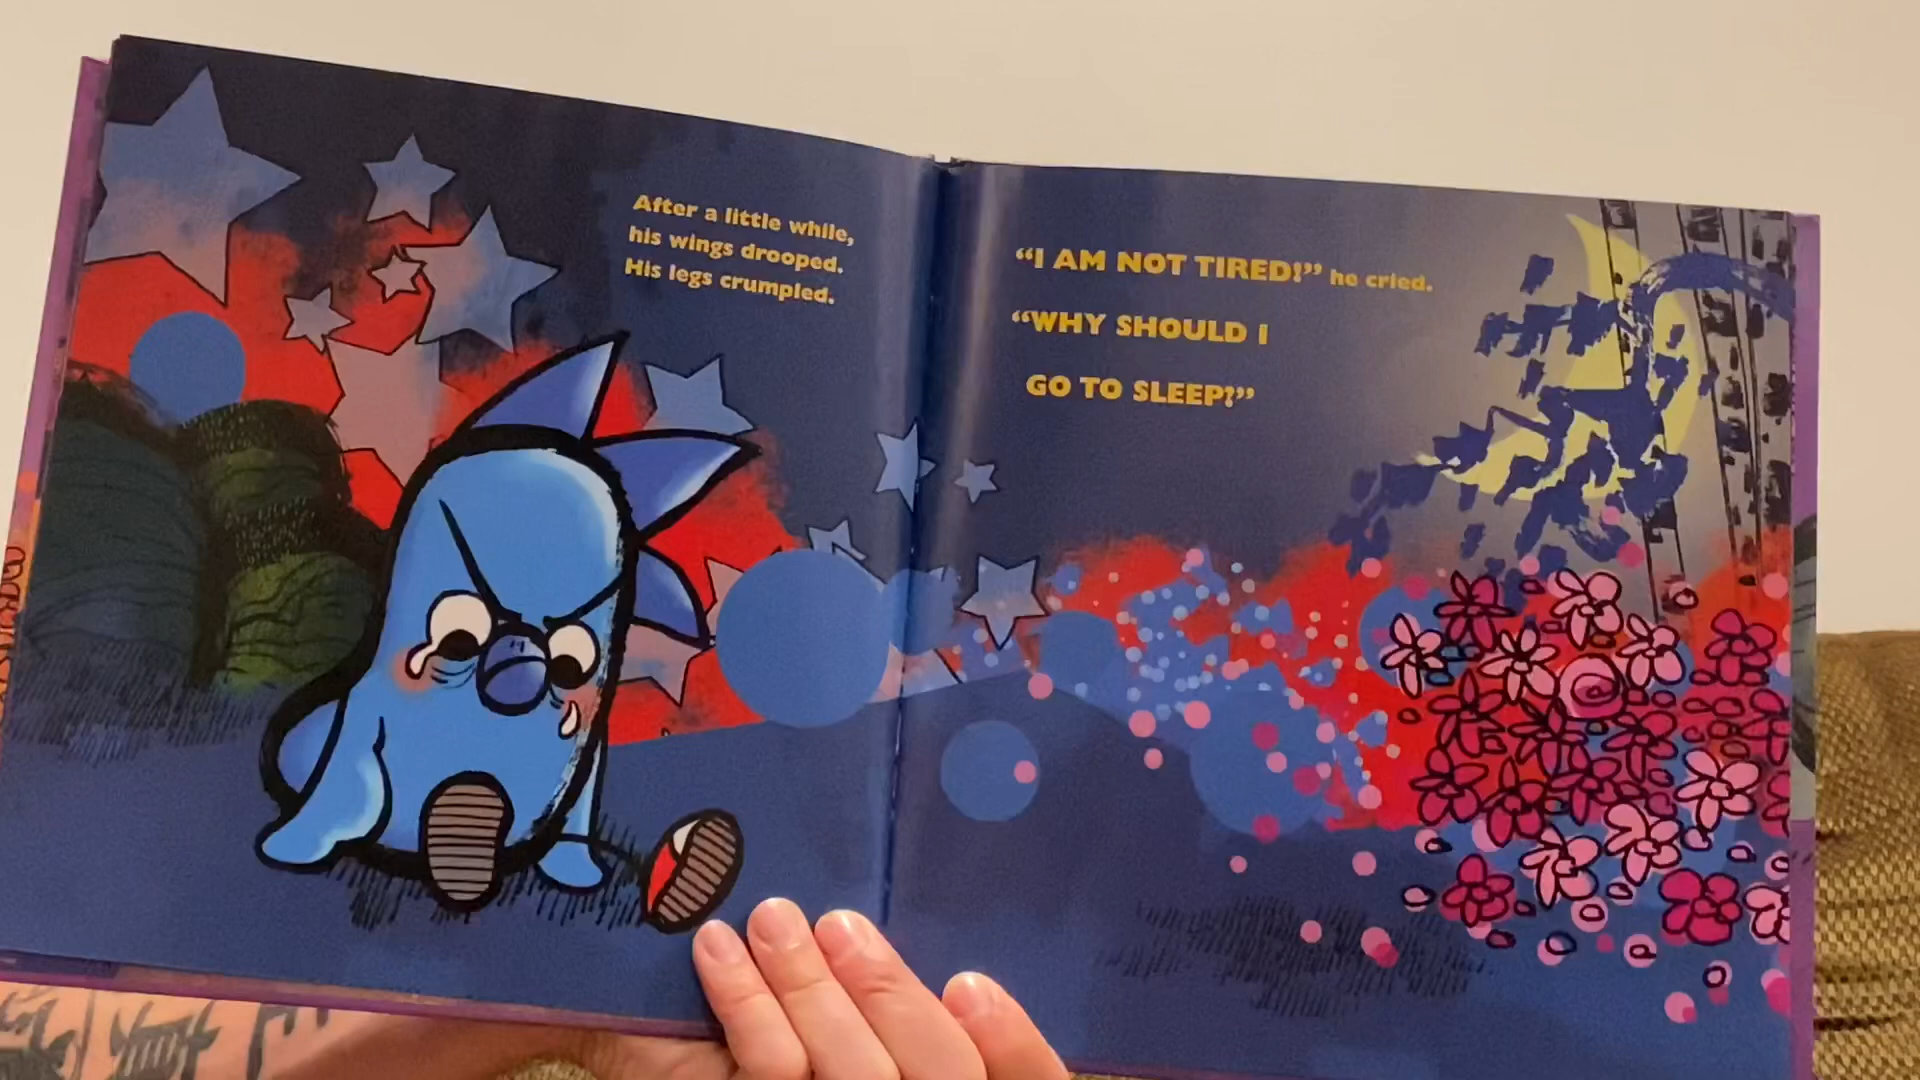 After a little while,
his wings drooped.
His legs crumpled.
“I AM NOT TIRED!” he cried.
“WHY SHOULD I
GO TO SLEEP?”